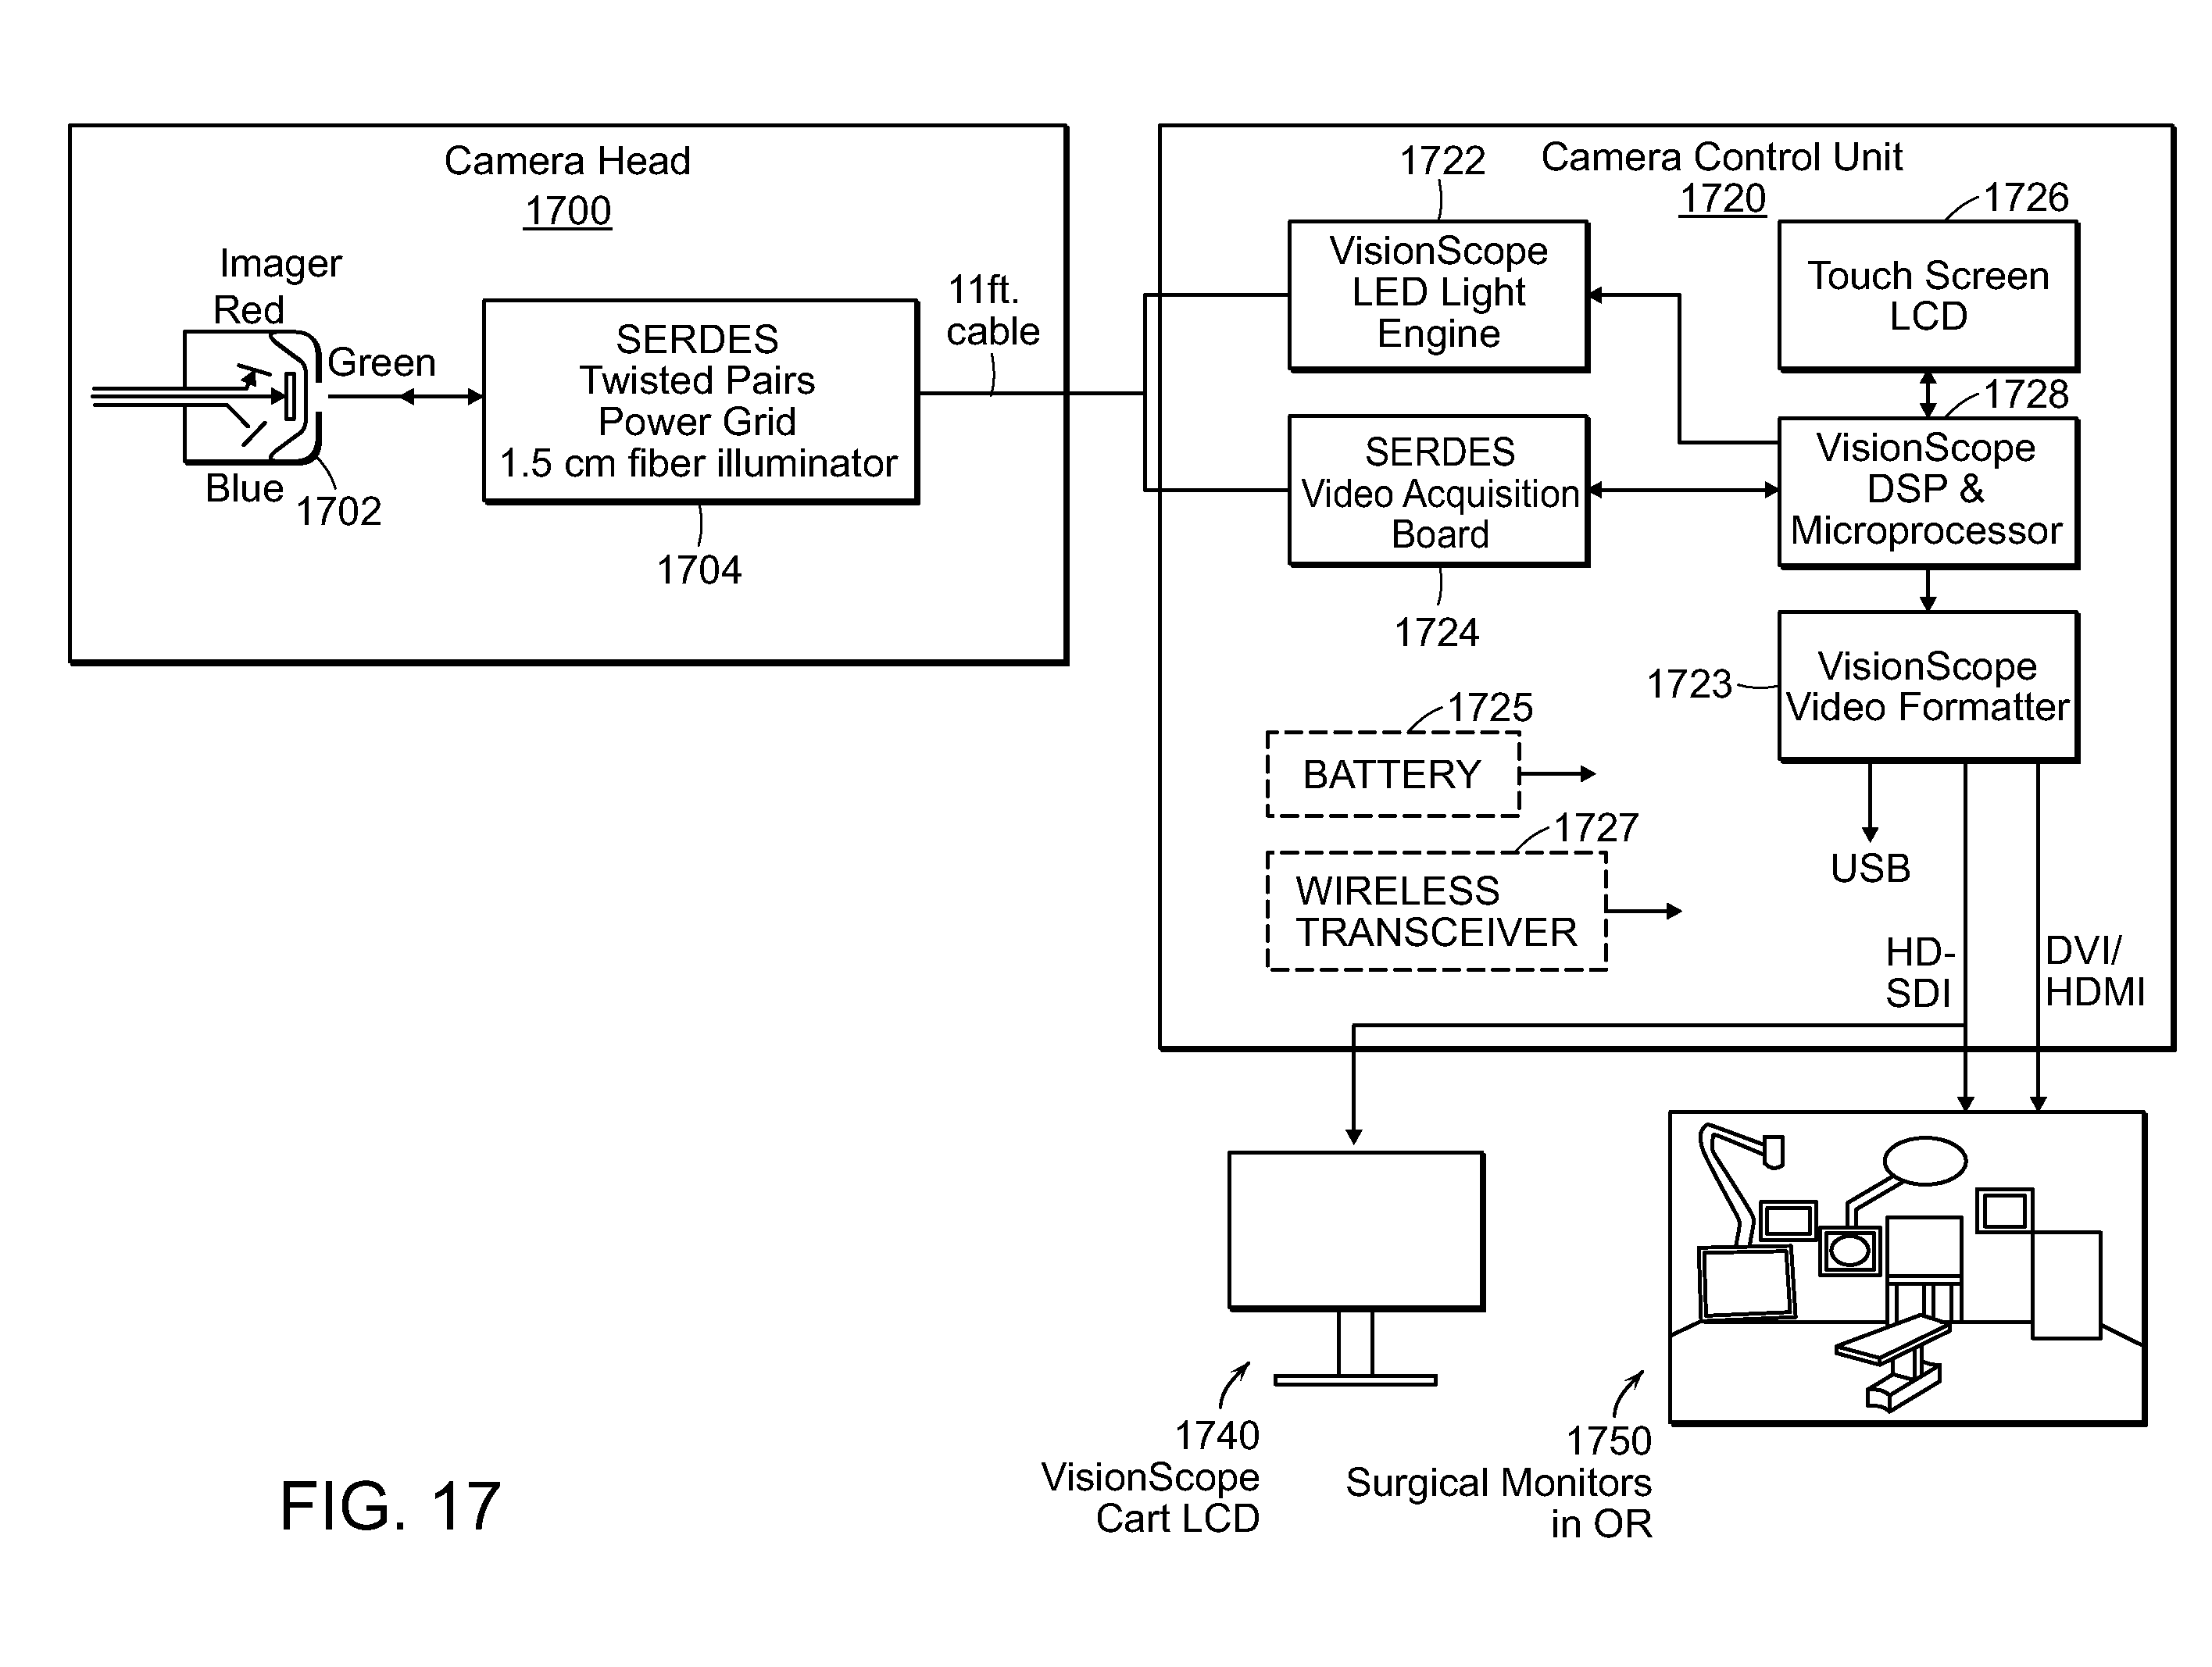 Camera Head
1700
Imager
Red
Green
Blue
1702
SERDES
Twisted Pairs
Power Grid
1.5 cm fiber illuminator
1704
11ft.
cable
Camera Control Unit
1720
1722
VisionScope
LED Light
Engine
1726
Touch Screen
LCD
SERDES
Video Acquisition
Board
1724
1728
VisionScope
DSP &
Microprocessor
1723
VisionScope
Video Formatter
1725
BATTERY
1727
WIRELESS
TRANSCEIVER
USB
HD-
SDI
DVI/
HDMI
1740
VisionScope
Cart LCD
1750
Surgical Monitors
in OR
FIG. 17